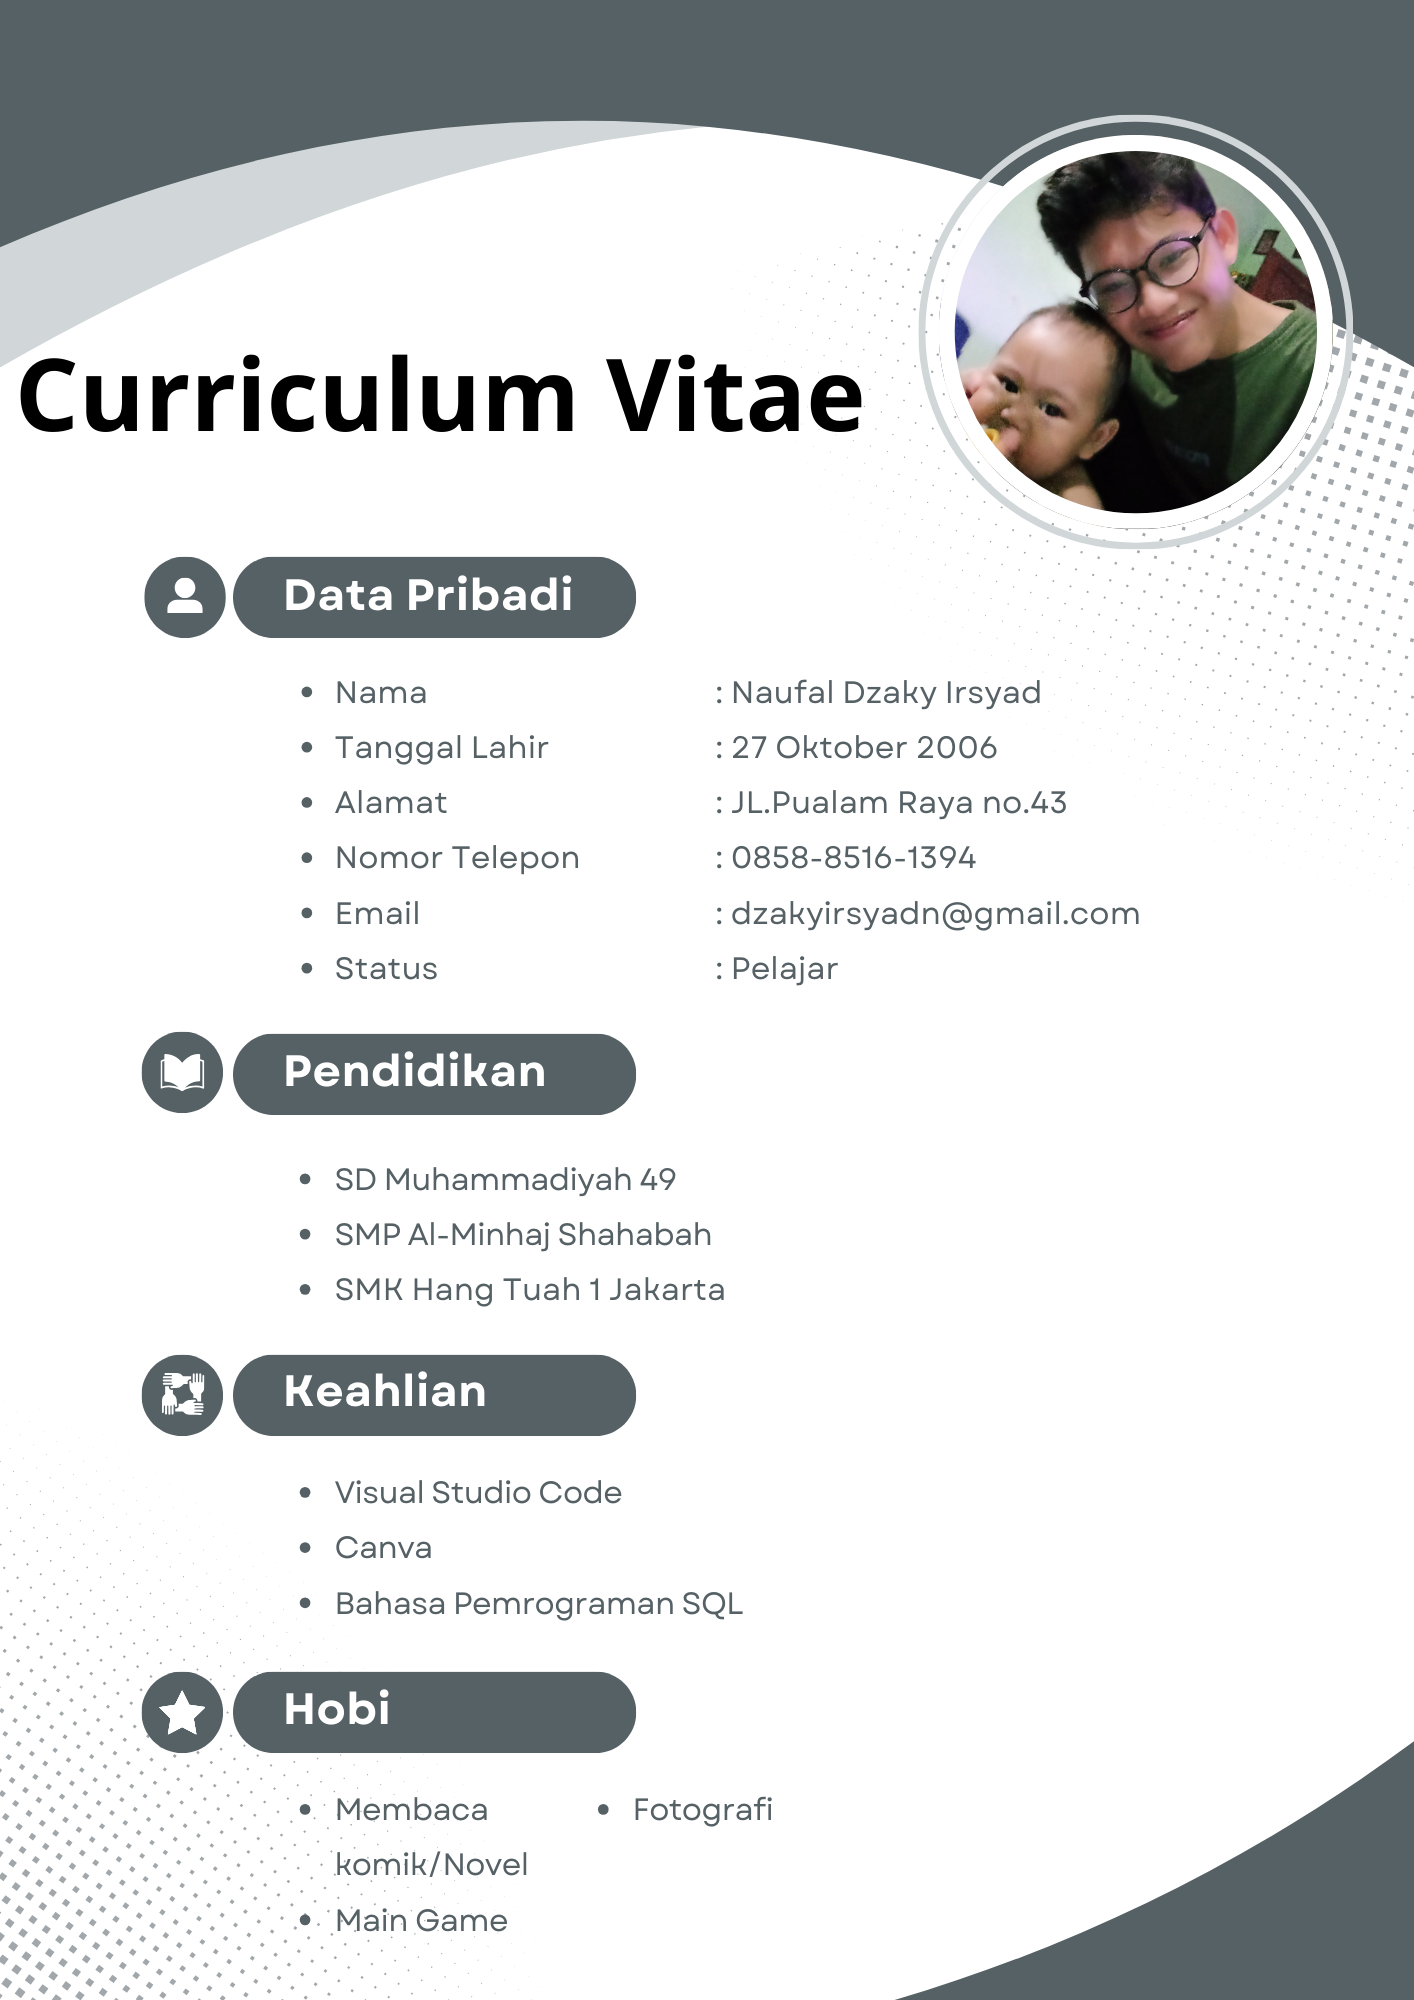 Curriculum Vitae
Data Pribadi
Nama : Naufal Dzaky Irsyad
Tanggal Lahir : 27 Oktober 2006
Alamat : JL.Pualam Raya no.43
Nomor Telepon : 0858-8516-1394
Email : dzakyirsyadn@gmail.com
Status : Pelajar
Pendidikan
SD Muhammadiyah 49
SMP Al-Minhaj Shahabah
SMK Hang Tuah 1 Jakarta
Keahlian
Visual Studio Code
Canva
Bahasa Pemrograman SQL
Hobi
Membaca
komik/Novel
Main Game
Fotografi